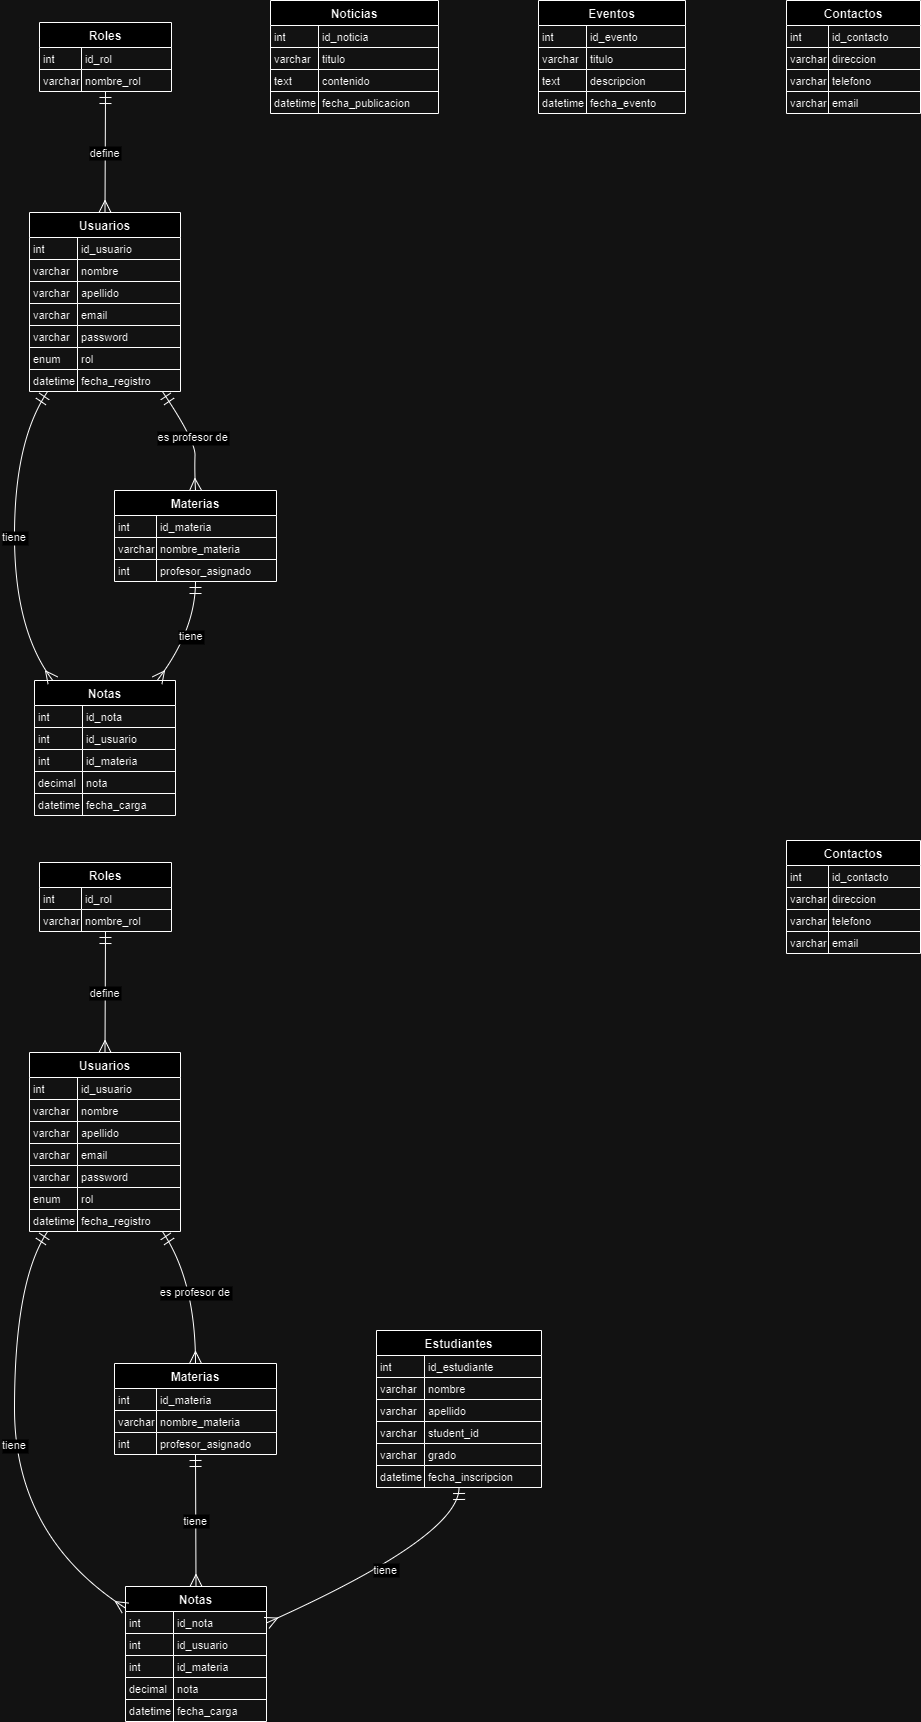 Roles
int id_rol
varchar nombre_rol
Noticias
int id_noticia
varchar titulo
text contenido
datetime fecha_publicacion
Eventos
int id_evento
varchar titulo
text descripcion
datetime fecha_evento
Contactos
int id_contacto
varchar direccion
varchar telefono
varchar email
define
Usuarios
int id_usuario
varchar nombre
varchar apellido
varchar email
varchar password
enum rol
datetime fecha_registro
es profesor de
Materias
int id_materia
varchar nombre_materia
int profesor_asignado
tiene
tiene
Notas
int id_nota
int id_usuario
int id_materia
decimal nota
datetime fecha_carga
Roles
int id_rol
varchar nombre_rol
Contactos
int id_contacto
varchar direccion
varchar telefono
varchar email
define
Usuarios
int id_usuario
varchar nombre
varchar apellido
varchar email
varchar password
enum rol
datetime fecha_registro
es profesor de
Materias
int id_materia
varchar nombre_materia
int profesor_asignado
Estudiantes
int id_estudiante
varchar nombre
varchar apellido
varchar student_id
varchar grado
datetime fecha_inscripcion
tiene
tiene
tiene
Notas
int id_nota
int id_usuario
int id_materia
decimal nota
datetime fecha_carga